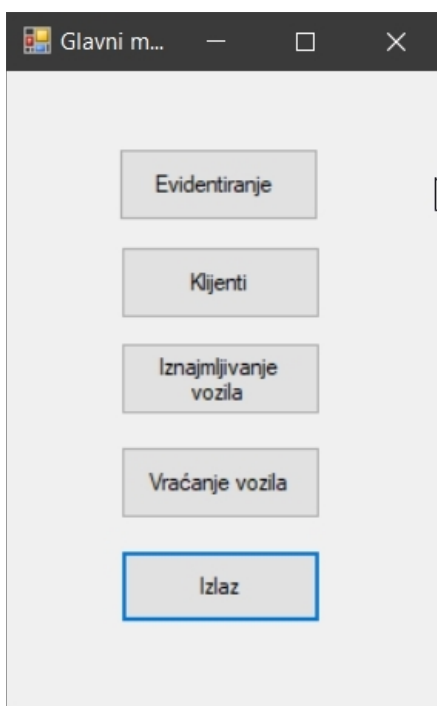 Glavni m...
Evidentiranje
Klijenti
Iznajmljivanje
vozila
Vraćanje vozila
Izlaz